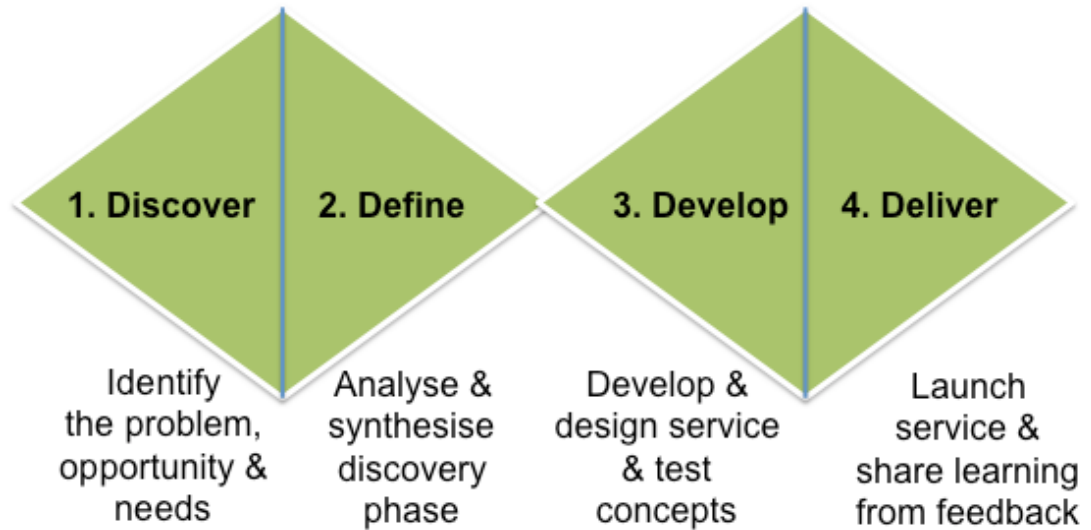 1. Discover
2. Define
3. Develop
4. Deliver
Identify
the problem,
opportunity &
needs
Analyse &
synthesise
discovery
phase
Develop &
design service
& test
concepts
Launch
service &
share learning
from feedback